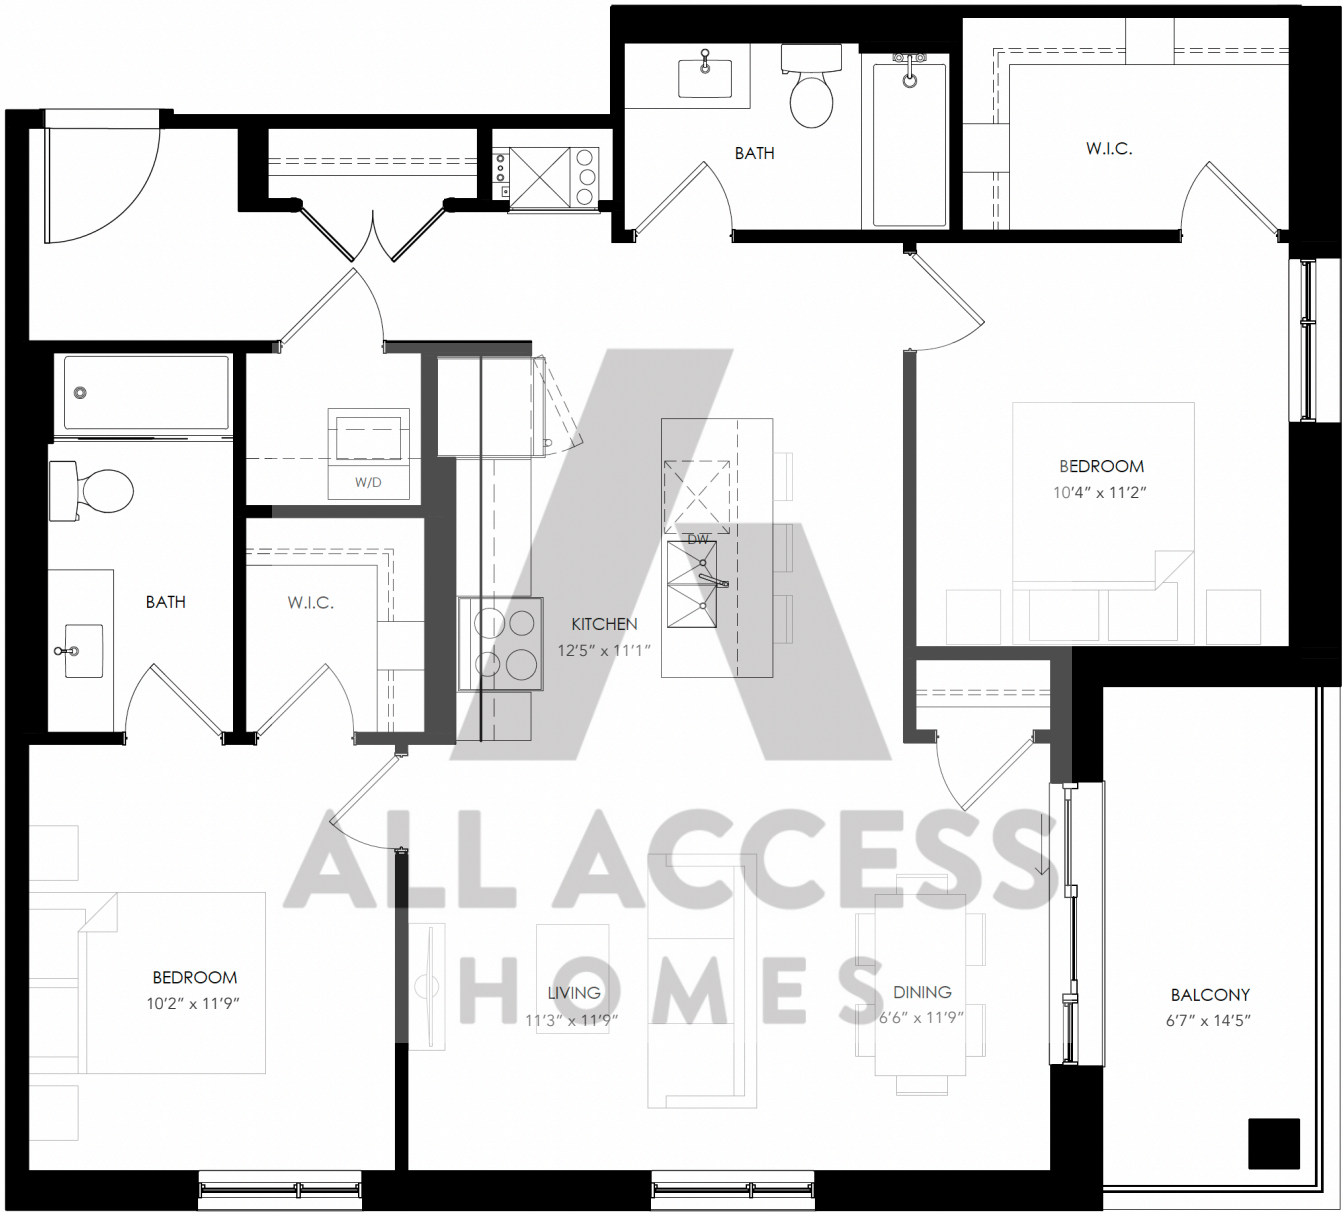 BATH
W.I.C.
BEDROOM
10'4" x 11'2"
W/D
DW
BATH
W.I.C.
KITCHEN
12'5" x 11'1"
ALL ACCESS
HOMES
BEDROOM
10'2" x 11'9"
LIVING
11'3" x 11'9"
DINING
6'6" x 11'9"
BALCONY
6'7" x 14'5"